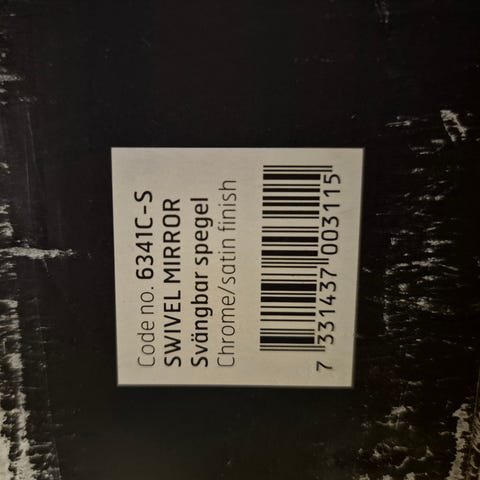 Code no. 6341C-S
SWIVEL MIRROR
Svängbar spegel
Chrome/satin finish
7 331437 003115